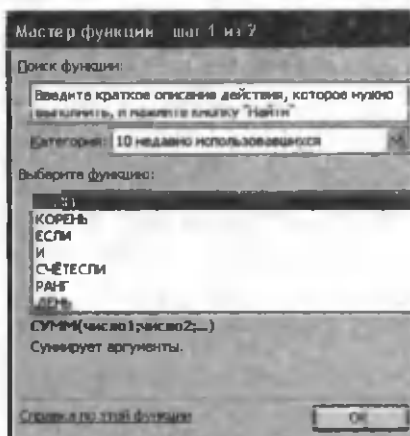 Мастер функции шаг 1 из 2
Поиск функции:
Введите краткое описание действия, которое нужно
выполнить, и нажмите кнопку "Найти"
Категория: 10 недавно использовавшихся
Выберите функцию:
КОРЕНЬ
ЕСЛИ
И
СЧЁТЕСЛИ
РАНГ
ДЕНЬ
СУММ(число1;число2;...)
Суммирует аргументы.
Справка по этой функции
ОК